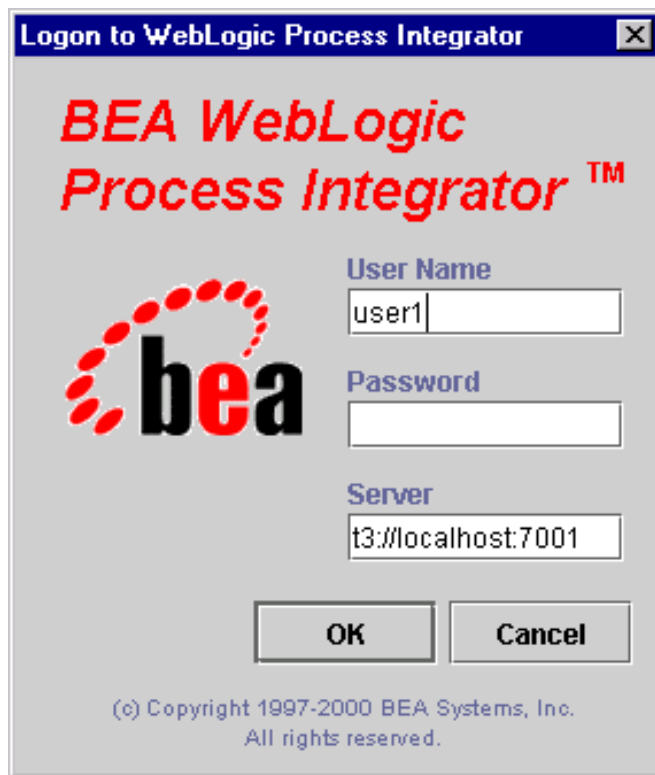 Logon to WebLogic Process Integrator
BEA WebLogic
Process Integrator ™
bea
User Name
user1
Password
Server
t3://localhost:7001
OK
Cancel
(c) Copyright 1997-2000 BEA Systems, Inc.
All rights reserved.